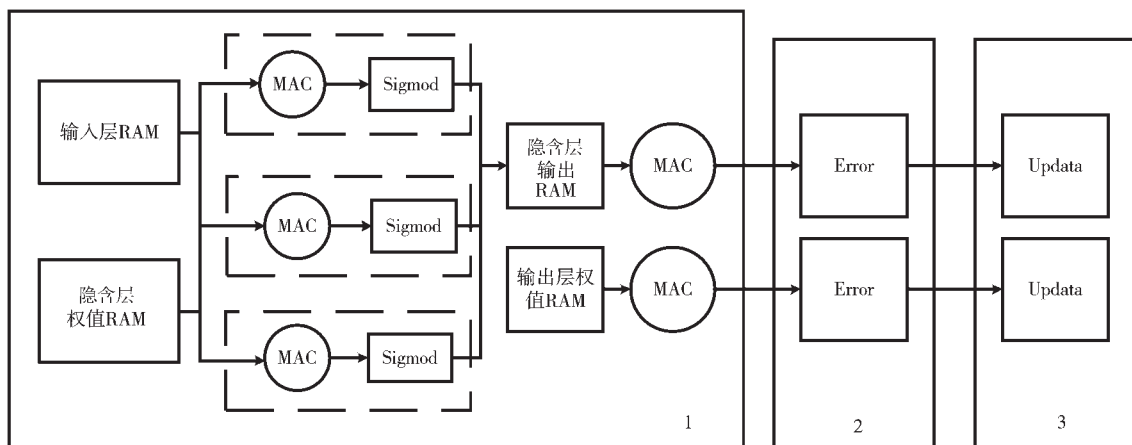 输入层RAM
隐含层
权值RAM
MAC
Sigmod
MAC
Sigmod
MAC
Sigmod
隐含层
输出
RAM
MAC
输出层权
值RAM
MAC
1
Error
Error
2
Updata
Updata
3